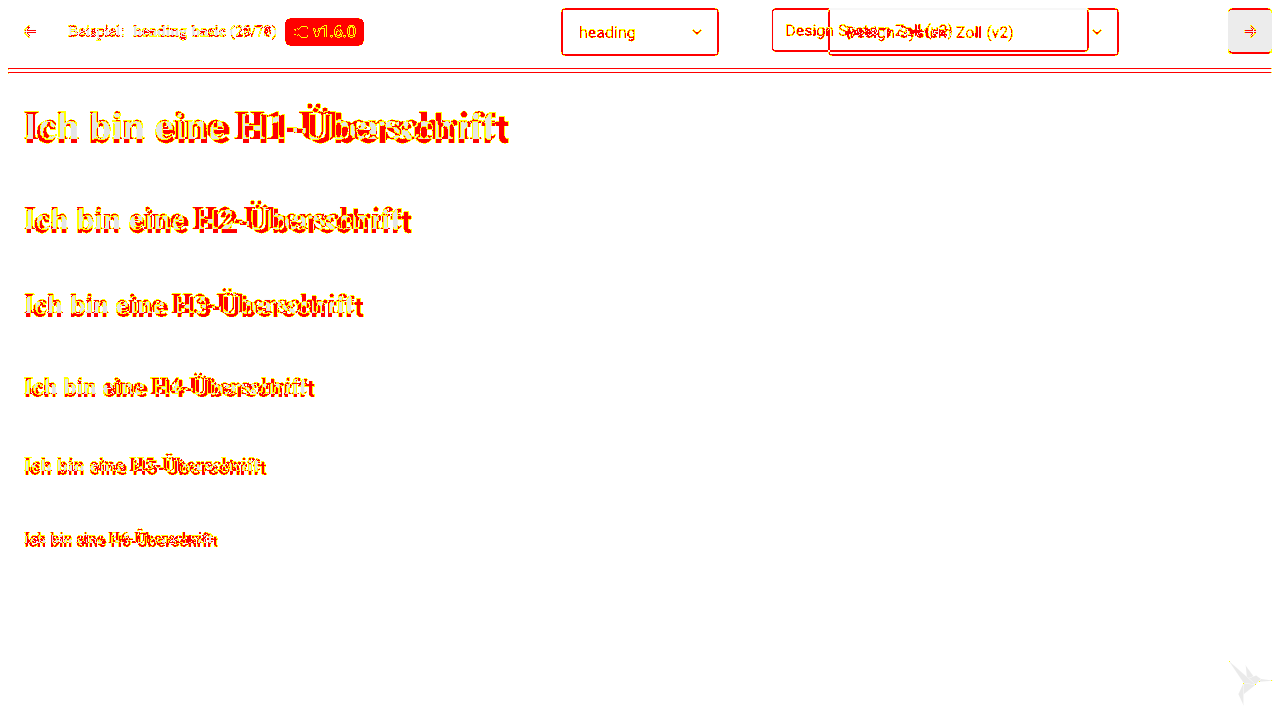 Beispiel: heading basic (29/76) v1.6.0 heading Design System Zoll (v2)
Ich bin eine H1-Überschrift
Ich bin eine H2-Überschrift
Ich bin eine H3-Überschrift
Ich bin eine H4-Überschrift
Ich bin eine H5-Überschrift
Ich bin eine H6-Überschrift